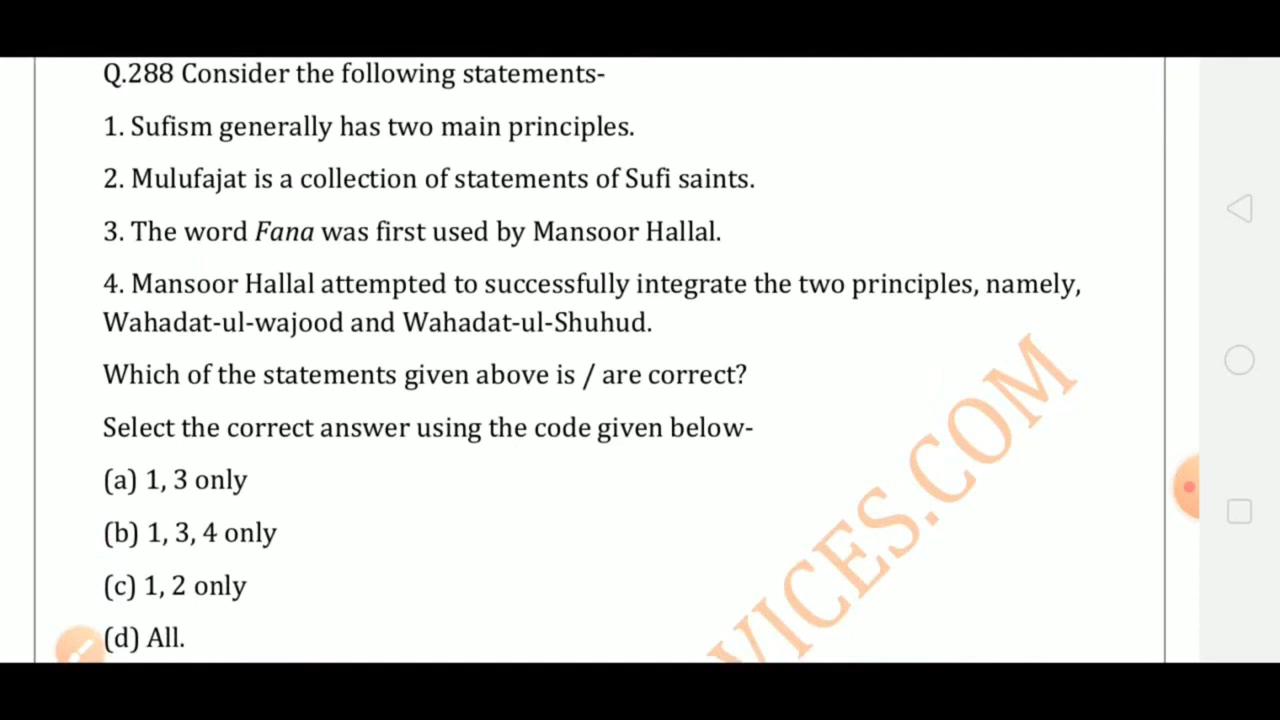 Q.288 Consider the following statements-
1. Sufism generally has two main principles.
2. Mulufajat is a collection of statements of Sufi saints.
3. The word Fana was first used by Mansoor Hallal.
4. Mansoor Hallal attempted to successfully integrate the two principles, namely,
Wahadat-ul-wajood and Wahadat-ul-Shuhud.
Which of the statements given above is / are correct?
Select the correct answer using the code given below-
(a) 1, 3 only
(b) 1, 3, 4 only
(c) 1, 2 only
(d) All.
VICES.COM